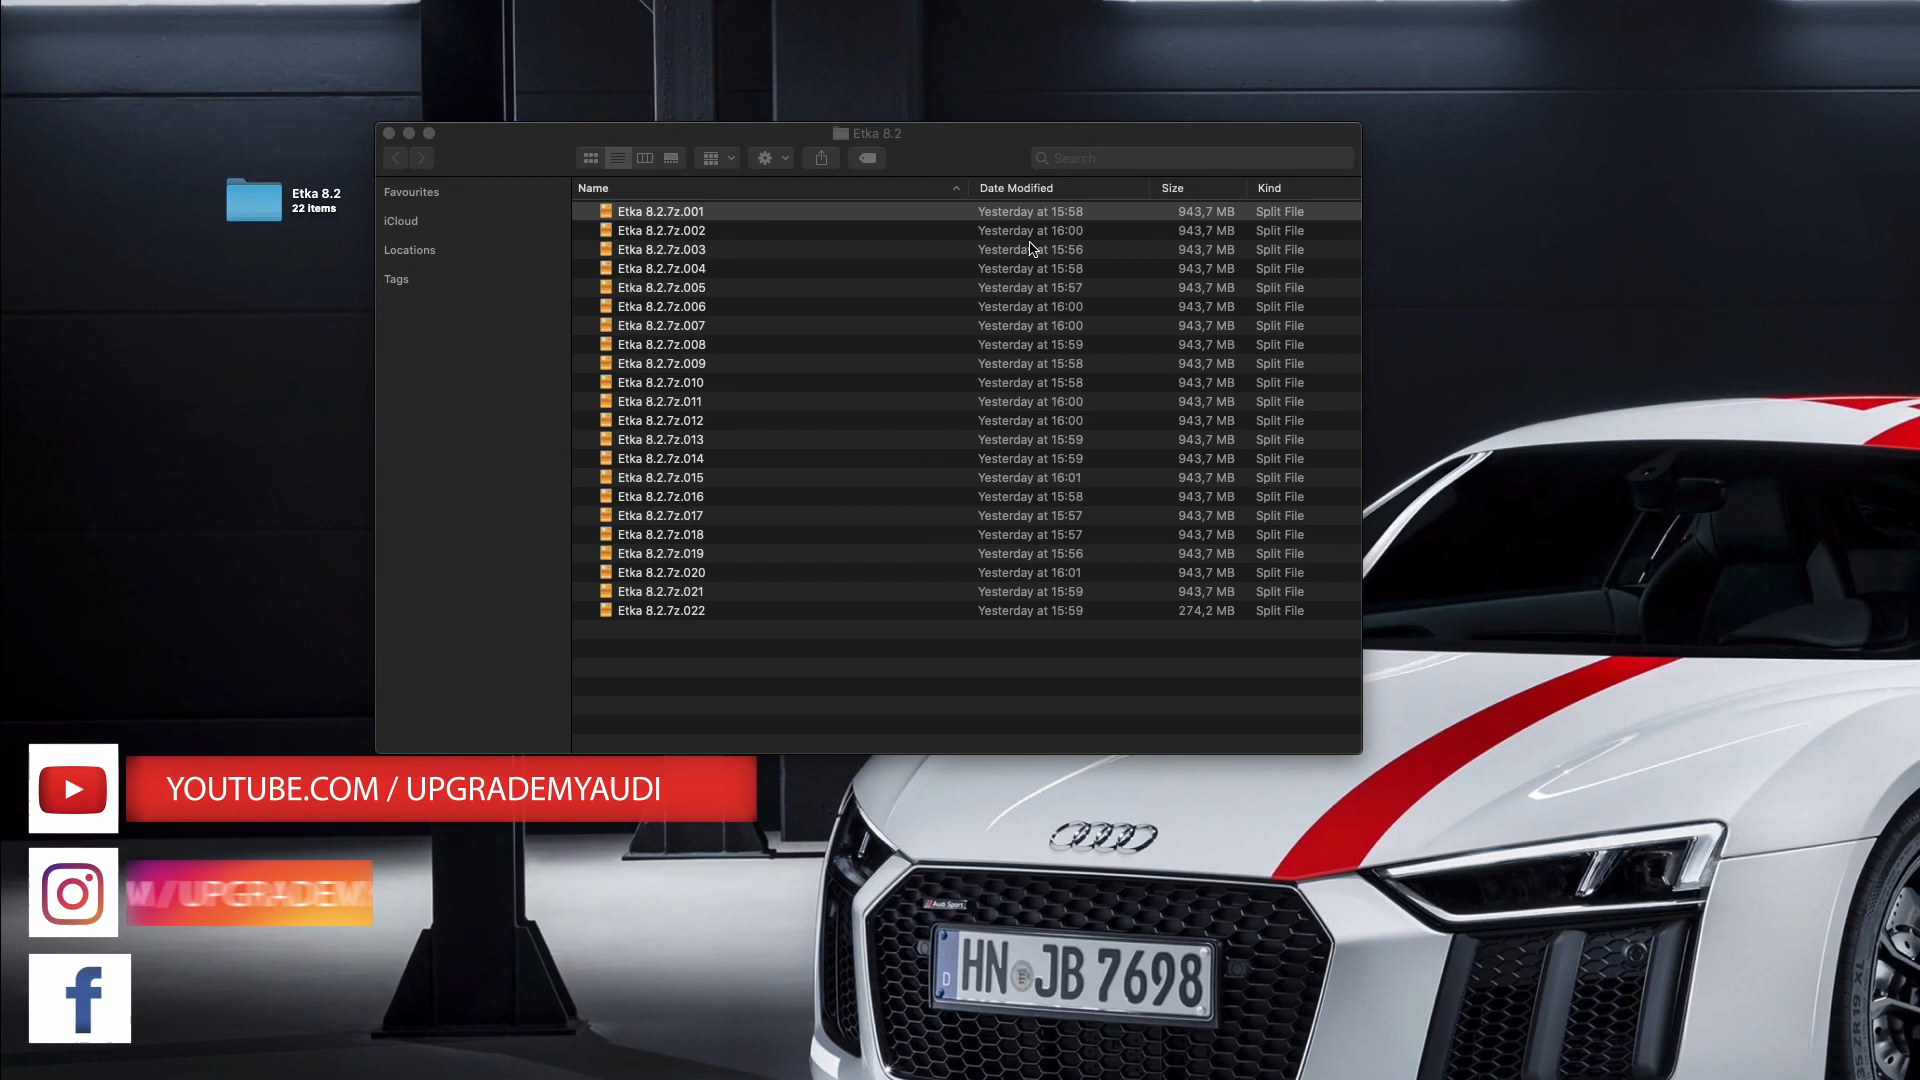 Etka 8.2
Search
Etka 8.2
22 items
Favourites
iCloud
Locations
Tags
Name Date Modified Size Kind
Etka 8.2.7z.001 Yesterday at 15:58 943,7 MB Split File
Etka 8.2.7z.002 Yesterday at 16:00 943,7 MB Split File
Etka 8.2.7z.003 Yesterday at 15:56 943,7 MB Split File
Etka 8.2.7z.004 Yesterday at 15:58 943,7 MB Split File
Etka 8.2.7z.005 Yesterday at 15:57 943,7 MB Split File
Etka 8.2.7z.006 Yesterday at 16:00 943,7 MB Split File
Etka 8.2.7z.007 Yesterday at 16:00 943,7 MB Split File
Etka 8.2.7z.008 Yesterday at 15:59 943,7 MB Split File
Etka 8.2.7z.009 Yesterday at 15:58 943,7 MB Split File
Etka 8.2.7z.010 Yesterday at 15:58 943,7 MB Split File
Etka 8.2.7z.011 Yesterday at 16:00 943,7 MB Split File
Etka 8.2.7z.012 Yesterday at 16:00 943,7 MB Split File
Etka 8.2.7z.013 Yesterday at 15:59 943,7 MB Split File
Etka 8.2.7z.014 Yesterday at 15:59 943,7 MB Split File
Etka 8.2.7z.015 Yesterday at 16:01 943,7 MB Split File
Etka 8.2.7z.016 Yesterday at 15:58 943,7 MB Split File
Etka 8.2.7z.017 Yesterday at 15:57 943,7 MB Split File
Etka 8.2.7z.018 Yesterday at 15:57 943,7 MB Split File
Etka 8.2.7z.019 Yesterday at 15:56 943,7 MB Split File
Etka 8.2.7z.020 Yesterday at 16:01 943,7 MB Split File
Etka 8.2.7z.021 Yesterday at 15:59 943,7 MB Split File
Etka 8.2.7z.022 Yesterday at 15:59 274,2 MB Split File
YOUTUBE.COM / UPGRADEMYAUDI
Audi Sport
D HN JB 7698